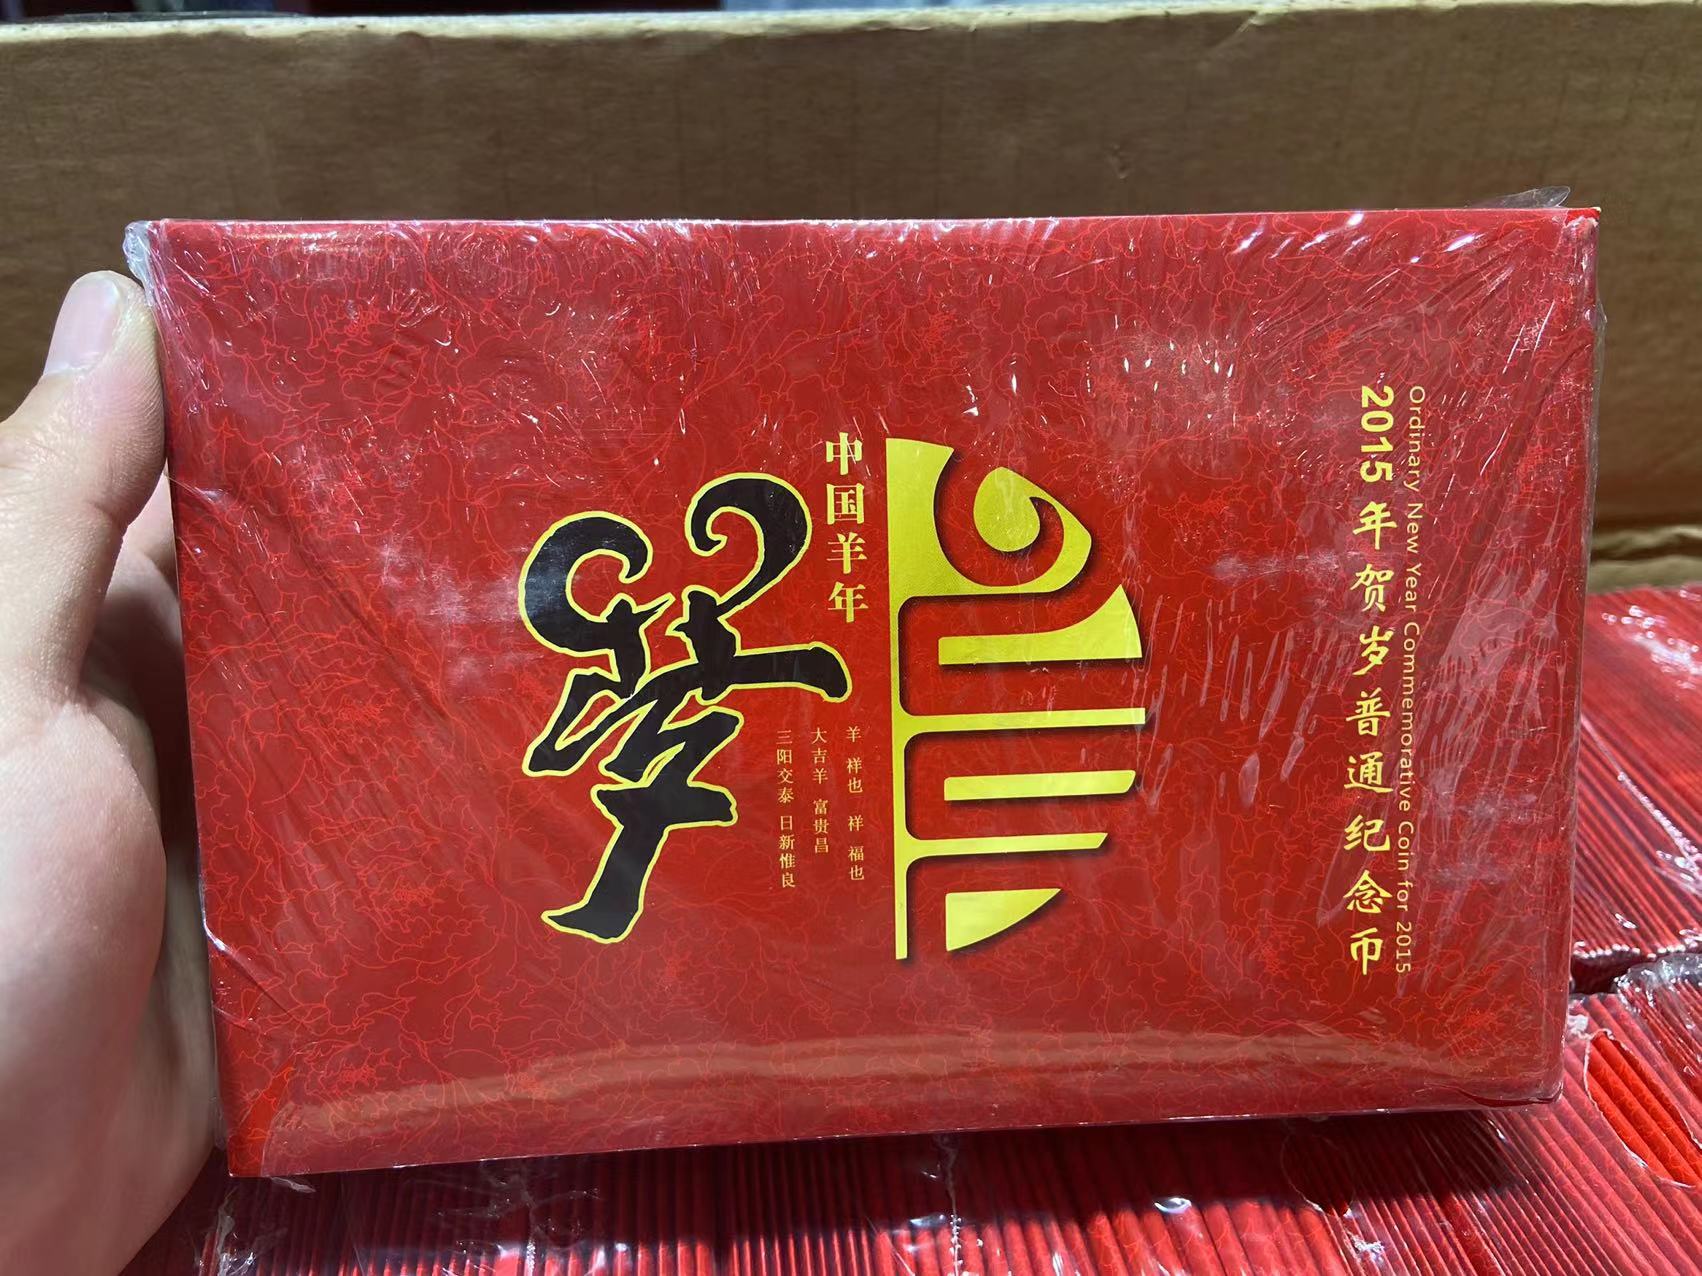 2015年贺岁普通纪念币
Ordinary New Year Commemorative Coin for 2015
中国羊年
羊 祥也 祥 福也
大吉羊 富贵昌
三阳交泰 日新惟良